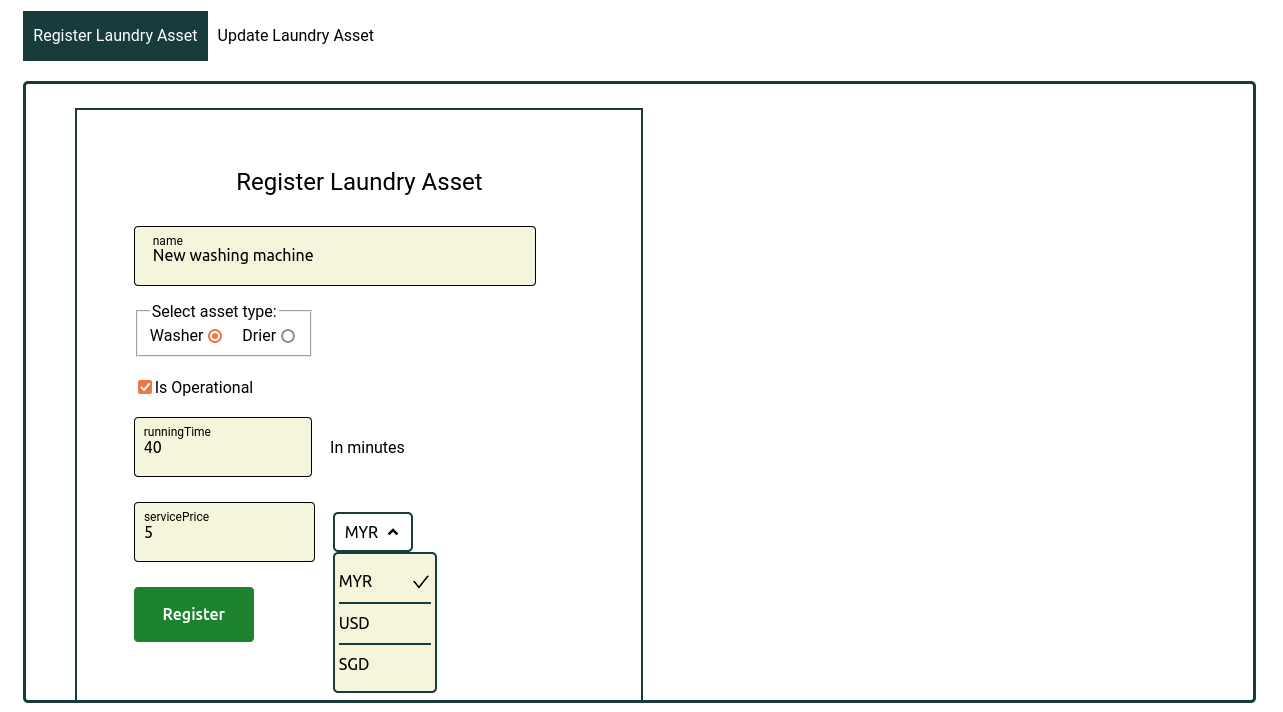 Register Laundry Asset Update Laundry Asset
Register Laundry Asset
name
New washing machine
Select asset type:
Washer Drier
Is Operational
runningTime
40 In minutes
servicePrice
5 MYR
MYR
USD
SGD
Register